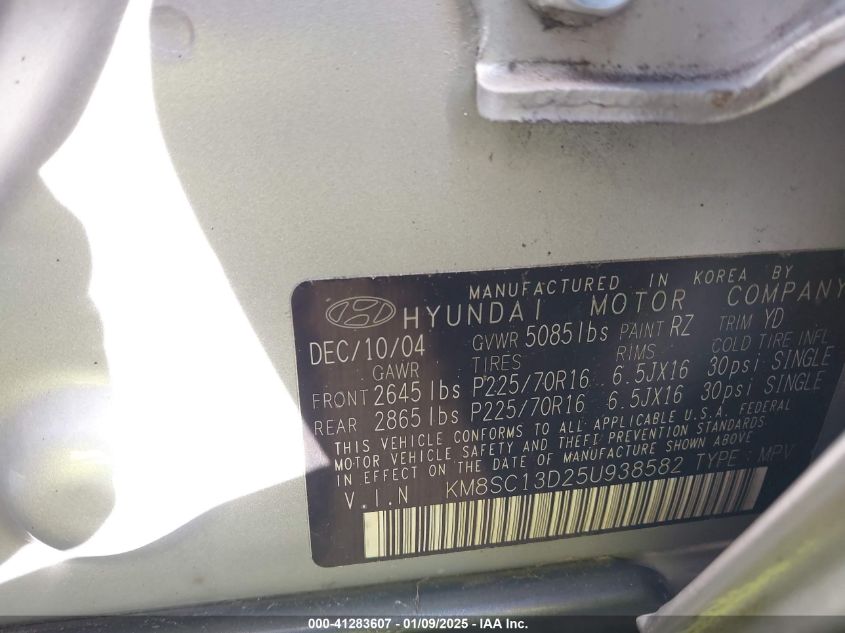 MANUFACTURED IN KOREA BY
HYUNDAI MOTOR COMPANY
DEC/10/04 GVWR 5085lbs PAINT RZ TRIM YD
GAWR TIRES RIMS COLD TIRE INFL
FRONT 2645lbs P225/70R16 6.5JX16 30psi SINGLE
REAR 2865lbs P225/70R16 6.5JX16 30psi SINGLE
THIS VEHICLE CONFORMS TO ALL APPLICABLE U.S.A. FEDERAL
MOTOR VEHICLE SAFETY AND THEFT PREVENTION STANDARDS
IN EFFECT ON THE DATE OF MANUFACTURE SHOWN ABOVE
V.I.N KM8SC13D25U938582 TYPE : MPV
000-41283607 - 01/09/2025 - IAA Inc.